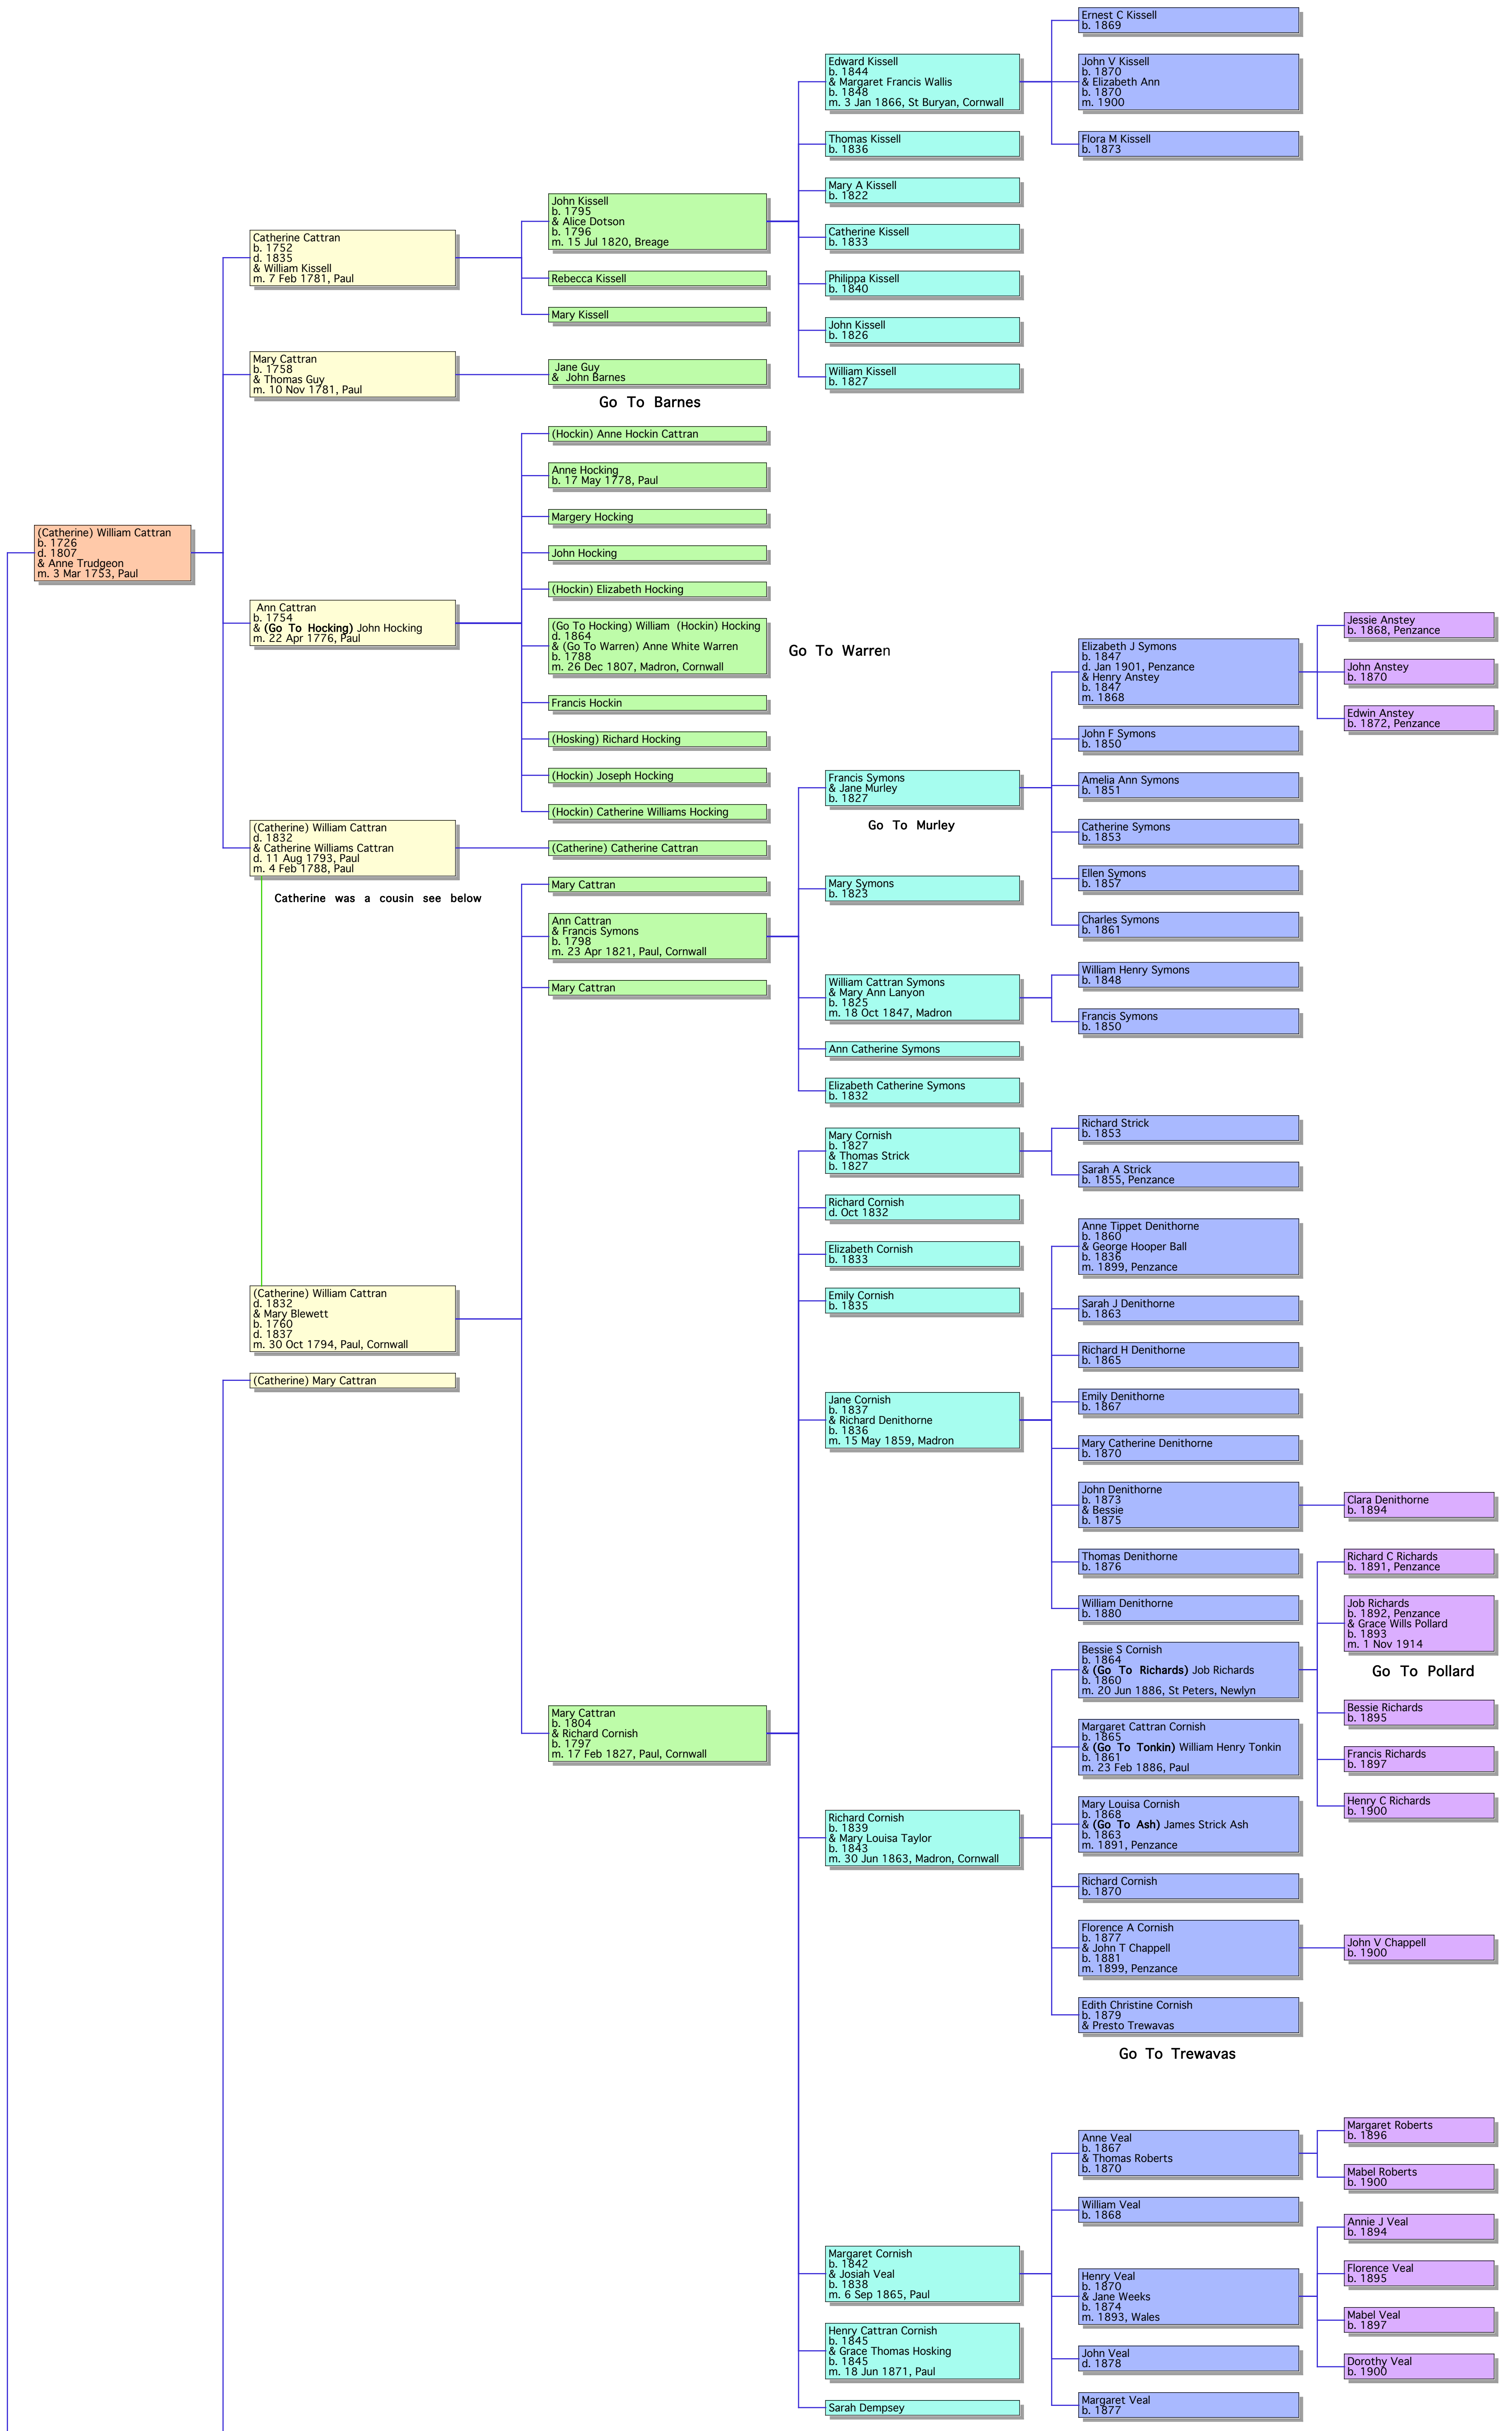 (Catherine) William Cattran
b. 1726
d. 1807
& Anne Trudgeon
m. 3 Mar 1753, Paul
Catherine Cattran
b. 1752
d. 1835
& William Kissell
m. 7 Feb 1781, Paul
Mary Cattran
b. 1758
& Thomas Guy
m. 10 Nov 1781, Paul
Ann Cattran
b. 1754
& (Go To Hocking) John Hocking
m. 22 Apr 1776, Paul
(Catherine) William Cattran
d. 1832
& Catherine Williams Cattran
d. 11 Aug 1793, Paul
m. 4 Feb 1788, Paul
Catherine was a cousin see below
(Catherine) William Cattran
d. 1832
& Mary Blewett
b. 1760
d. 1837
m. 30 Oct 1794, Paul, Cornwall
(Catherine) Mary Cattran
John Kissell
b. 1795
& Alice Dotson
b. 1796
m. 15 Jul 1820, Breage
Rebecca Kissell
Mary Kissell
Jane Guy
& John Barnes
Go To Barnes
(Hockin) Anne Hockin Cattran
Anne Hocking
b. 17 May 1778, Paul
Margery Hocking
John Hocking
(Hockin) Elizabeth Hocking
(Go To Hocking) William (Hockin) Hocking
d. 1864
& (Go To Warren) Anne White Warren
b. 1788
m. 26 Dec 1807, Madron, Cornwall
Go To Warren
Francis Hockin
(Hosking) Richard Hocking
(Hockin) Joseph Hocking
(Hockin) Catherine Williams Hocking
(Catherine) Catherine Cattran
Mary Cattran
Ann Cattran
& Francis Symons
b. 1798
m. 23 Apr 1821, Paul, Cornwall
Mary Cattran
Mary Cattran
b. 1804
& Richard Cornish
b. 1797
m. 17 Feb 1827, Paul, Cornwall
Edward Kissell
b. 1844
& Margaret Francis Wallis
b. 1848
m. 3 Jan 1866, St Buryan, Cornwall
Thomas Kissell
b. 1836
Mary A Kissell
b. 1822
Catherine Kissell
b. 1833
Philippa Kissell
b. 1840
John Kissell
b. 1826
William Kissell
b. 1827
Francis Symons
& Jane Murley
b. 1827
Go To Murley
Mary Symons
b. 1823
William Cattran Symons
& Mary Ann Lanyon
b. 1825
m. 18 Oct 1847, Madron
Ann Catherine Symons
Elizabeth Catherine Symons
b. 1832
Mary Cornish
b. 1827
& Thomas Strick
b. 1827
Richard Cornish
d. Oct 1832
Elizabeth Cornish
b. 1833
Emily Cornish
b. 1835
Jane Cornish
b. 1837
& Richard Denithorne
b. 1836
m. 15 May 1859, Madron
Richard Cornish
b. 1839
& Mary Louisa Taylor
b. 1843
m. 30 Jun 1863, Madron, Cornwall
Margaret Cornish
b. 1842
& Josiah Veal
b. 1838
m. 6 Sep 1865, Paul
Henry Cattran Cornish
b. 1845
& Grace Thomas Hosking
b. 1845
m. 18 Jun 1871, Paul
Sarah Dempsey
Ernest C Kissell
b. 1869
John V Kissell
b. 1870
& Elizabeth Ann
b. 1870
m. 1900
Flora M Kissell
b. 1873
Elizabeth J Symons
b. 1847
d. Jan 1901, Penzance
& Henry Anstey
b. 1847
m. 1868
John F Symons
b. 1850
Amelia Ann Symons
b. 1851
Catherine Symons
b. 1853
Ellen Symons
b. 1857
Charles Symons
b. 1861
William Henry Symons
b. 1848
Francis Symons
b. 1850
Richard Strick
b. 1853
Sarah A Strick
b. 1855, Penzance
Anne Tippet Denithorne
b. 1860
& George Hooper Ball
b. 1836
m. 1899, Penzance
Sarah J Denithorne
b. 1863
Richard H Denithorne
b. 1865
Emily Denithorne
b. 1867
Mary Catherine Denithorne
b. 1870
John Denithorne
b. 1873
& Bessie
b. 1875
Thomas Denithorne
b. 1876
William Denithorne
b. 1880
Bessie S Cornish
b. 1864
& (Go To Richards) Job Richards
b. 1860
m. 20 Jun 1886, St Peters, Newlyn
Margaret Cattran Cornish
b. 1865
& (Go To Tonkin) William Henry Tonkin
b. 1861
m. 23 Feb 1886, Paul
Mary Louisa Cornish
b. 1868
& (Go To Ash) James Strick Ash
b. 1863
m. 1891, Penzance
Richard Cornish
b. 1870
Florence A Cornish
b. 1877
& John T Chappell
b. 1881
m. 1899, Penzance
Edith Christine Cornish
b. 1879
& Presto Trewavas
Go To Trewavas
Anne Veal
b. 1867
& Thomas Roberts
b. 1870
William Veal
b. 1868
Henry Veal
b. 1870
& Jane Weeks
b. 1874
m. 1893, Wales
John Veal
d. 1878
Margaret Veal
b. 1877
Jessie Anstey
b. 1868, Penzance
John Anstey
b. 1870
Edwin Anstey
b. 1872, Penzance
Clara Denithorne
b. 1894
Richard C Richards
b. 1891, Penzance
Job Richards
b. 1892, Penzance
& Grace Wills Pollard
b. 1893
m. 1 Nov 1914
Go To Pollard
Bessie Richards
b. 1895
Francis Richards
b. 1897
Henry C Richards
b. 1900
John V Chappell
b. 1900
Margaret Roberts
b. 1896
Mabel Roberts
b. 1900
Annie J Veal
b. 1894
Florence Veal
b. 1895
Mabel Veal
b. 1897
Dorothy Veal
b. 1900